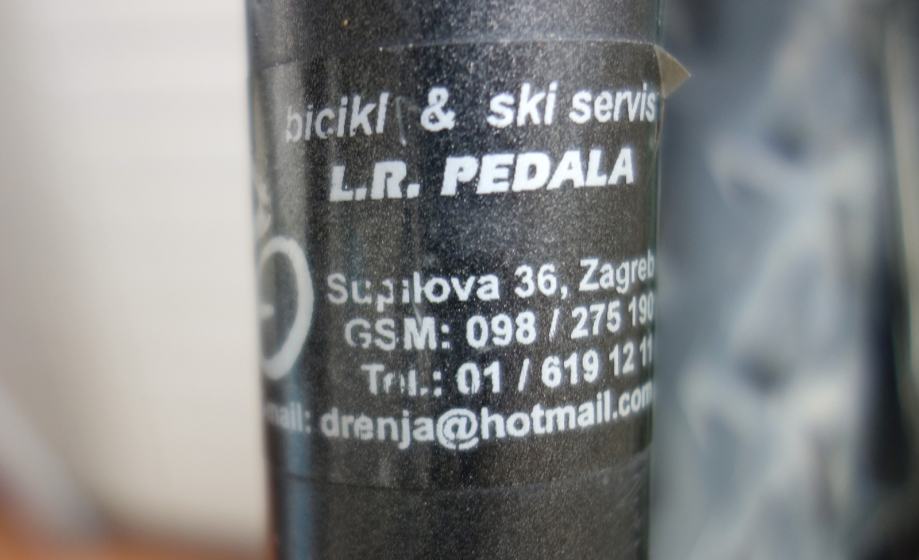 bicikl & ski servis
L.R. PEDALA
Supilova 36, Zagreb
GSM: 098 / 275 190
Tel.: 01 / 619 12 11
mail: drenja@hotmail.com